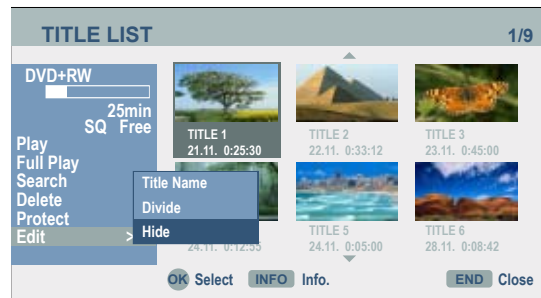 TITLE LIST
1/9
DVD+RW
25min
SQ Free
Play
Full Play
Search
Delete
Protect
Edit >
Title Name
Divide
Hide
TITLE 1
21.11. 0:25:30
TITLE 2
22.11. 0:33:12
TITLE 3
23.11. 0:45:00
24.11. 0:12:55
TITLE 5
24.11. 0:05:00
TITLE 6
28.11. 0:08:42
OK Select INFO Info. END Close